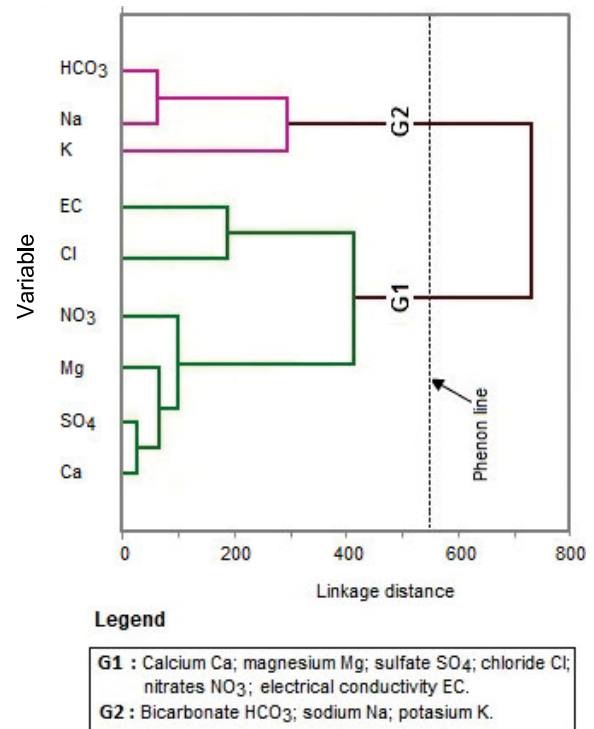 HCO3
Na
K
EC
Cl
NO3
Mg
SO4
Ca
Variable
G2
G1
Phenon line
0 200 400 600 800
Linkage distance
Legend
G1 : Calcium Ca; magnesium Mg; sulfate SO4; chloride Cl;
nitrates NO3; electrical conductivity EC.
G2 : Bicarbonate HCO3; sodium Na; potasium K.